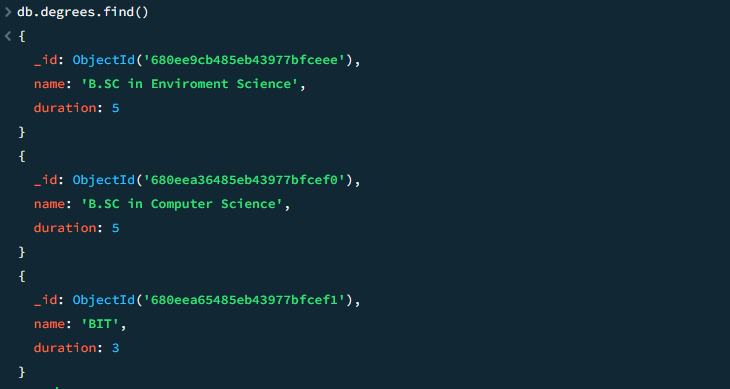 > db.degrees.find()
< {
_id: ObjectId('680ee9cb485eb43977bfceee'),
name: 'B.SC in Enviroment Science',
duration: 5
}
{
_id: ObjectId('680eea36485eb43977bfcef0'),
name: 'B.SC in Computer Science',
duration: 5
}
{
_id: ObjectId('680eea65485eb43977bfcef1'),
name: 'BIT',
duration: 3
}